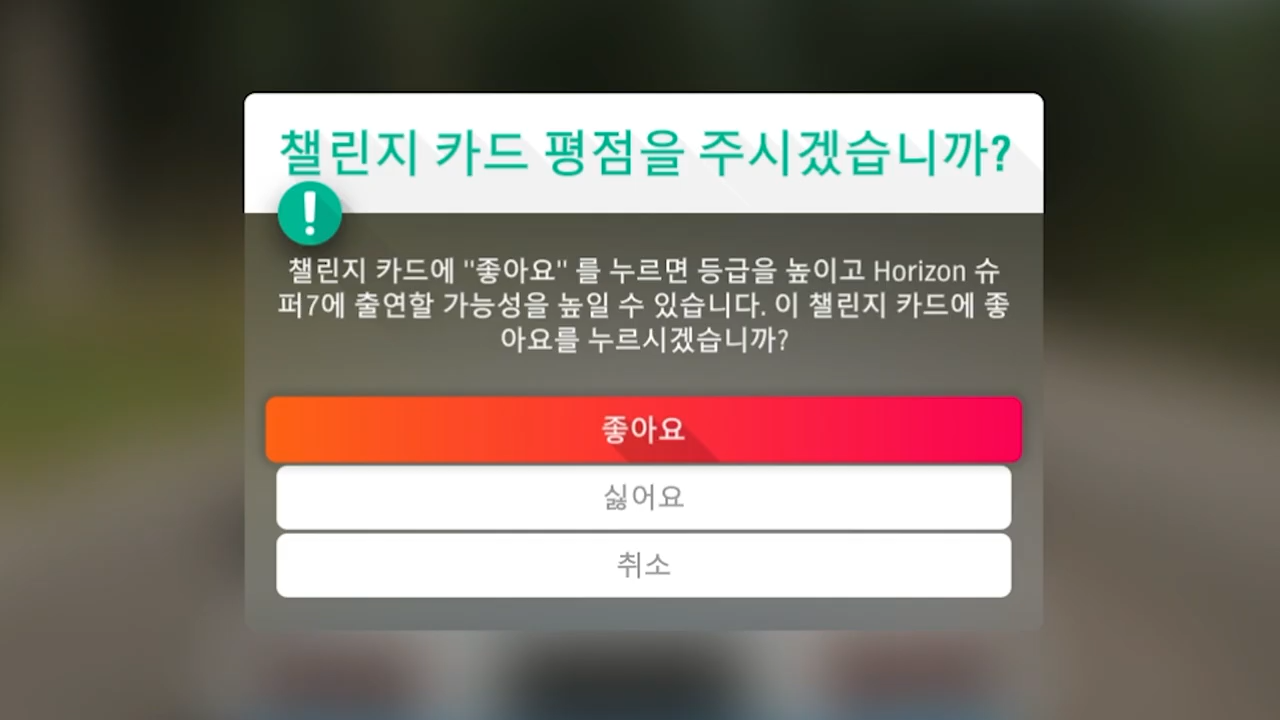 챌린지 카드 평점을 주시겠습니까?
챌린지 카드에 "좋아요" 를 누르면 등급을 높이고 Horizon 슈
퍼7에 출연할 가능성을 높일 수 있습니다. 이 챌린지 카드에 좋
아요를 누르시겠습니까?
좋아요
싫어요
취소